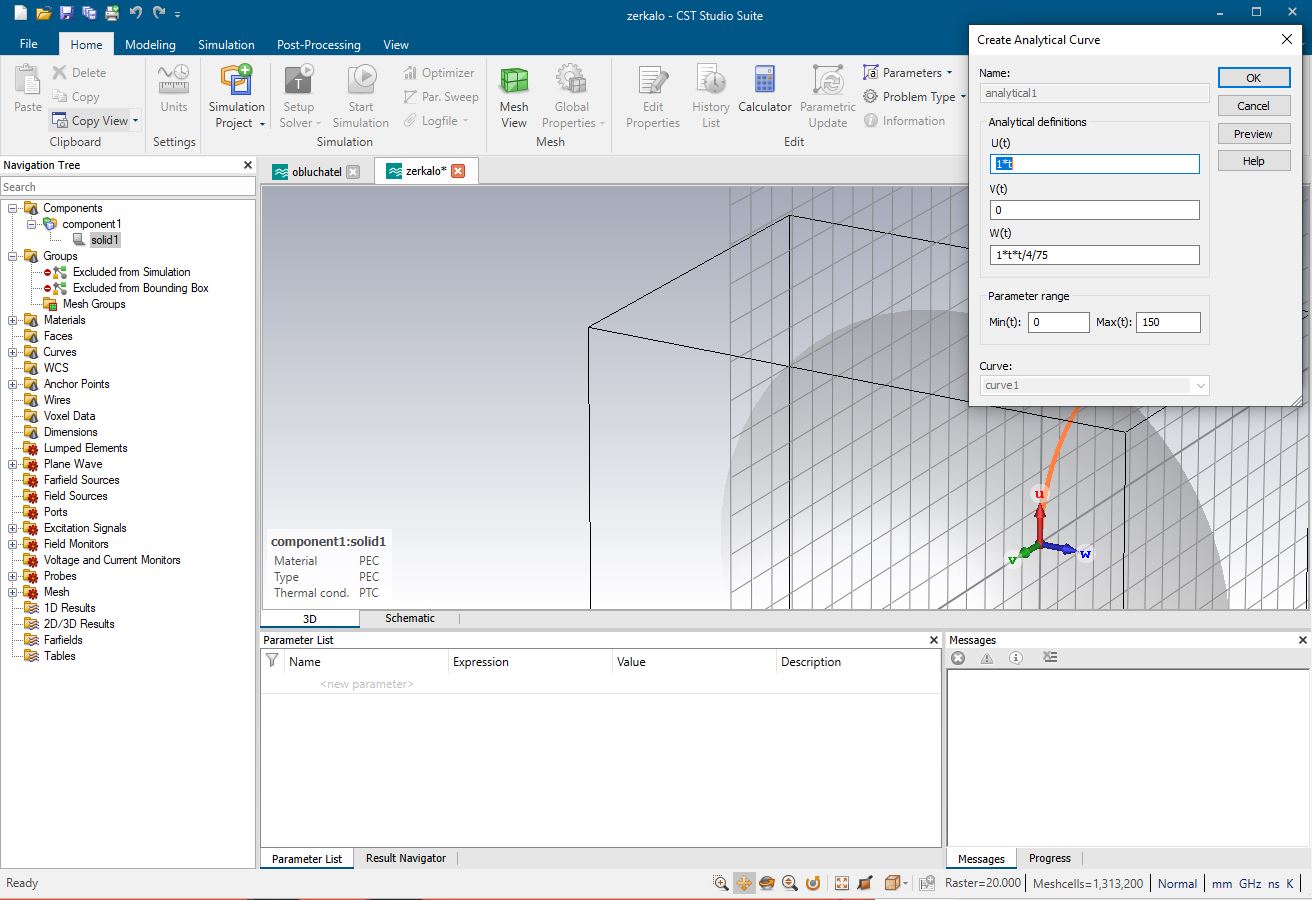 zerkalo - CST Studio Suite
File Home Modeling Simulation Post-Processing View
Paste Delete Copy Copy View
Clipboard
Units
Settings
Simulation Project Setup Solver Start Simulation Optimizer Par. Sweep Logfile
Simulation
Mesh View Global Properties
Mesh
Edit Properties History List Calculator Parametric Update Parameters Problem Type Information
Edit
Create Analytical Curve
Name:
analytical1
Analytical definitions
U(t)
1*t
V(t)
0
W(t)
1*t*t/4/75
Parameter range
Min(t): 0 Max(t): 150
Curve:
curve1
OK
Cancel
Preview
Help
Navigation Tree
Search
Components
component1
solid1
Groups
Excluded from Simulation
Excluded from Bounding Box
Mesh Groups
Materials
Faces
Curves
WCS
Anchor Points
Wires
Voxel Data
Dimensions
Lumped Elements
Plane Wave
Farfield Sources
Field Sources
Ports
Excitation Signals
Field Monitors
Voltage and Current Monitors
Probes
Mesh
1D Results
2D/3D Results
Farfields
Tables
obluchatel zerkalo*
u
v
w
component1:solid1
Material PEC
Type PEC
Thermal cond. PTC
3D Schematic
Parameter List
Name Expression Value Description
<new parameter>
Parameter List Result Navigator
Messages
Messages Progress
Ready
Raster=20.000 Meshcells=1,313,200 Normal mm GHz ns K